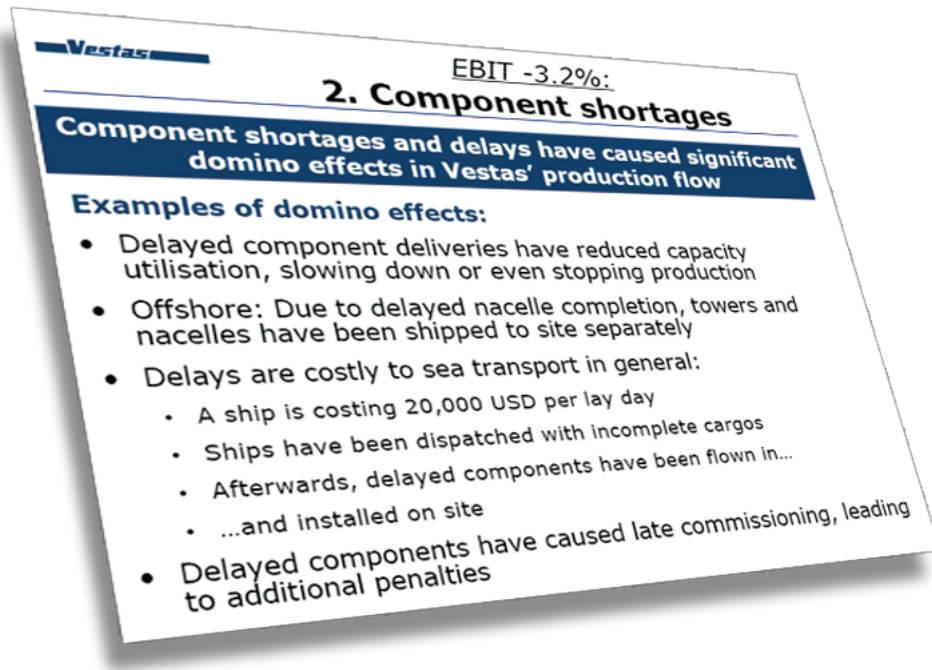 Vestas
EBIT -3.2%:
2. Component shortages
Component shortages and delays have caused significant
domino effects in Vestas' production flow
Examples of domino effects:
• Delayed component deliveries have reduced capacity
utilisation, slowing down or even stopping production
• Offshore: Due to delayed nacelle completion, towers and
nacelles have been shipped to site separately
• Delays are costly to sea transport in general:
• A ship is costing 20,000 USD per lay day
• Ships have been dispatched with incomplete cargos
• Afterwards, delayed components have been flown in...
• ...and installed on site
• Delayed components have caused late commissioning, leading
to additional penalties